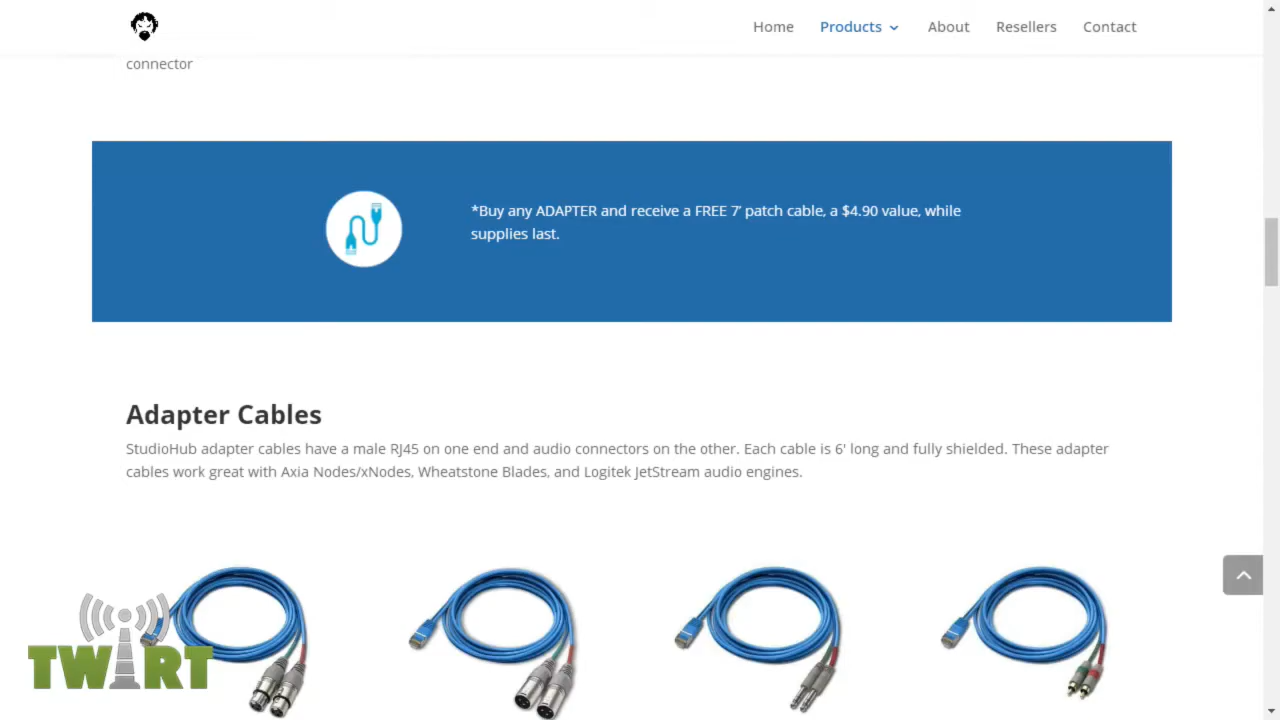 Home Products About Resellers Contact
connector
*Buy any ADAPTER and receive a FREE 7’ patch cable, a $4.90 value, while
supplies last.
Adapter Cables
StudioHub adapter cables have a male RJ45 on one end and audio connectors on the other. Each cable is 6' long and fully shielded. These adapter
cables work great with Axia Nodes/xNodes, Wheatstone Blades, and Logitek JetStream audio engines.
TWiRT